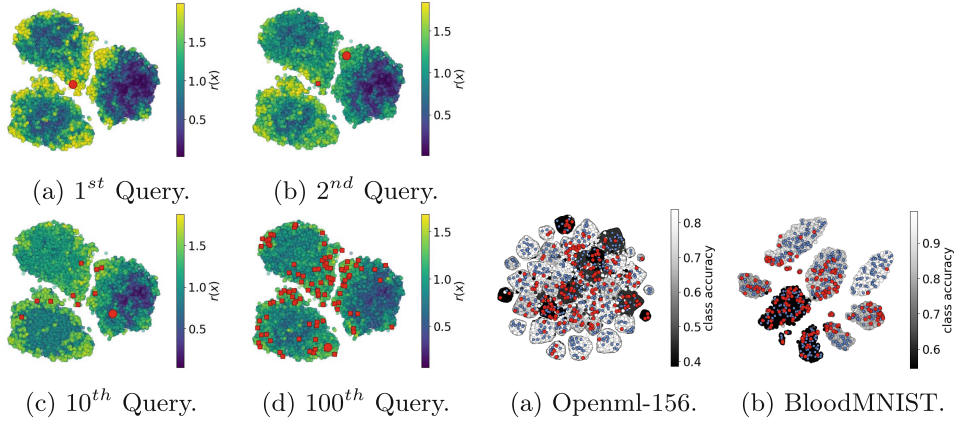 1.5
1.0
0.5
r(x)
1.5
1.0
0.5
r(x)
(a) 1st Query.
(b) 2nd Query.
1.5
1.0
0.5
r(x)
1.5
1.0
0.5
r(x)
0.8
0.7
0.6
0.5
0.4
class accuracy
0.9
0.8
0.7
0.6
class accuracy
(c) 10th Query.
(d) 100th Query.
(a) Openml-156.
(b) BloodMNIST.